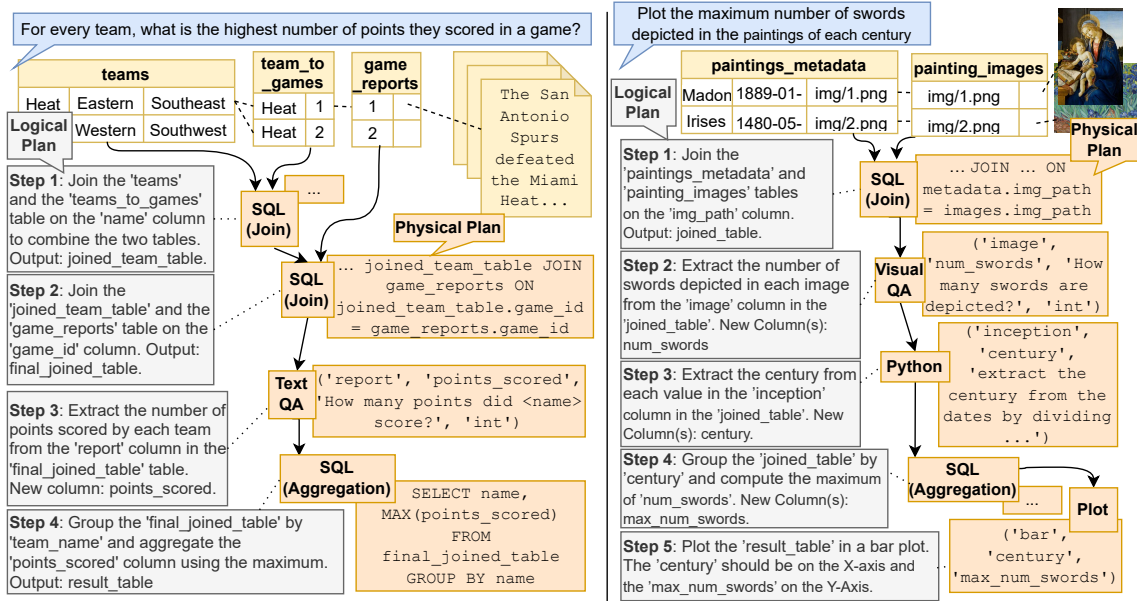 For every team, what is the highest number of points they scored in a game?
teams
Heat Eastern Southeast
Western Southwest
team_to
_games
Heat 1
Heat 2
game
_reports
1
2
The San
Antonio
Spurs
defeated
the Miami
Heat...
Logical
Plan
Step 1: Join the 'teams'
and the 'teams_to_games'
table on the 'name' column
to combine the two tables.
Output: joined_team_table.
SQL
(Join)
...
Physical Plan
Step 2: Join the
'joined_team_table' and the
'game_reports' table on the
'game_id' column. Output:
final_joined_table.
SQL
(Join)
... joined_team_table JOIN
game_reports ON
joined_team_table.game_id
= game_reports.game_id
Step 3: Extract the number of
points scored by each team
from the 'report' column in the
'final_joined_table' table.
New column: points_scored.
Text
QA
('report', 'points_scored',
'How many points did <name>
score?', 'int')
Step 4: Group the 'final_joined_table' by
'team_name' and aggregate the
'points_scored' column using the maximum.
Output: result_table
SQL
(Aggregation)
SELECT name,
MAX(points_scored)
FROM
final_joined_table
GROUP BY name
Plot the maximum number of swords
depicted in the paintings of each century
paintings_metadata
Madon 1889-01- img/1.png
Irises 1480-05- img/2.png
painting_images
img/1.png
img/2.png
Logical
Plan
Physical
Plan
Step 1: Join the
'paintings_metadata' and
'painting_images' tables
on the 'img_path' column.
Output: joined_table.
SQL
(Join)
...JOIN ... ON
metadata.img_path
= images.img_path
Step 2: Extract the number of
swords depicted in each image
from the 'image' column in the
'joined_table'. New Column(s):
num_swords
Visual
QA
('image',
'num_swords', 'How
many swords are
depicted?', 'int')
Step 3: Extract the century from
each value in the 'inception'
column in the 'joined_table'. New
Column(s): century.
Python
('inception',
'century',
'extract the
century from the
dates by dividing
...')
Step 4: Group the 'joined_table' by
'century' and compute the maximum
of 'num_swords'. New Column(s):
max_num_swords.
SQL
(Aggregation)
...
Plot
Step 5: Plot the 'result_table' in a bar plot.
The 'century' should be on the X-axis and
the 'max_num_swords' on the Y-Axis.
('bar',
'century',
'max_num_swords')